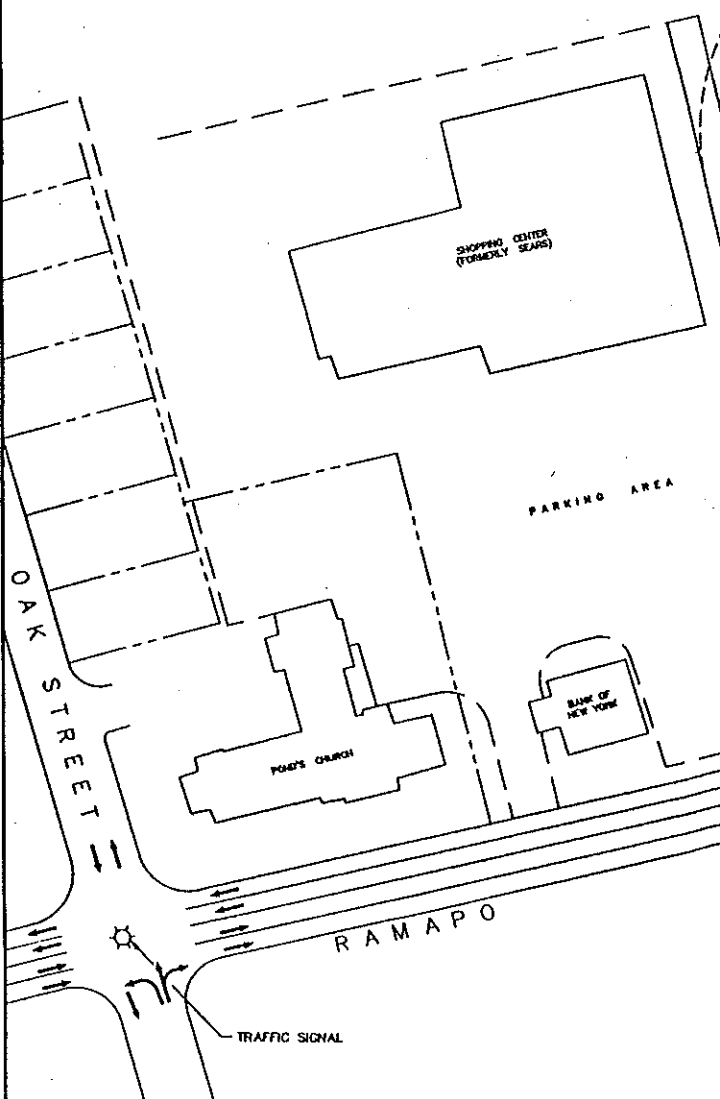 SHOPPING CENTER
(FORMERLY SEARS)
PARKING AREA
OAK STREET
BANK OF
NEW YORK
POND'S CHURCH
RAMAPO
TRAFFIC SIGNAL